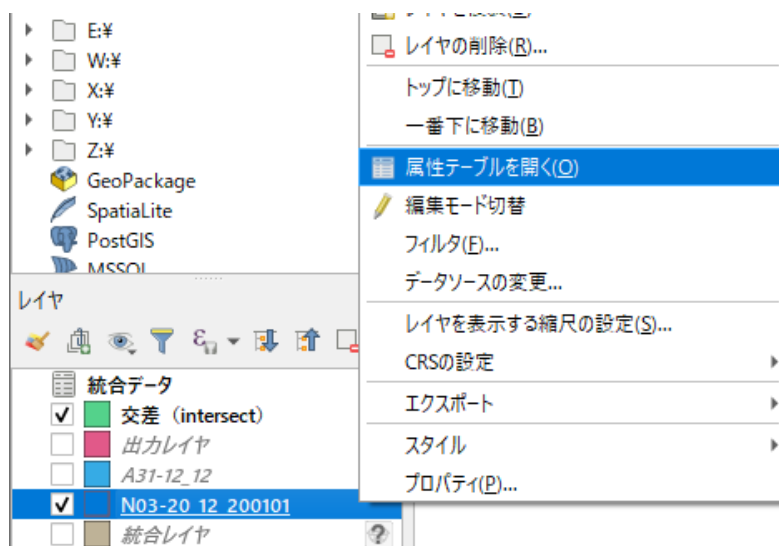 E:¥
W:¥
X:¥
Y:¥
Z:¥
GeoPackage
SpatiaLite
PostGIS
MSSQL
レイヤ
統合データ
交差（intersect）
出力レイヤ
A31-12_12
N03-20_12_200101
統合レイヤ
レイヤの削除(R)...
トップに移動(T)
一番下に移動(B)
属性テーブルを開く(O)
編集モード切替
フィルタ(F)...
データソースの変更...
レイヤを表示する縮尺の設定(S)...
CRSの設定
エクスポート
スタイル
プロパティ(P)...